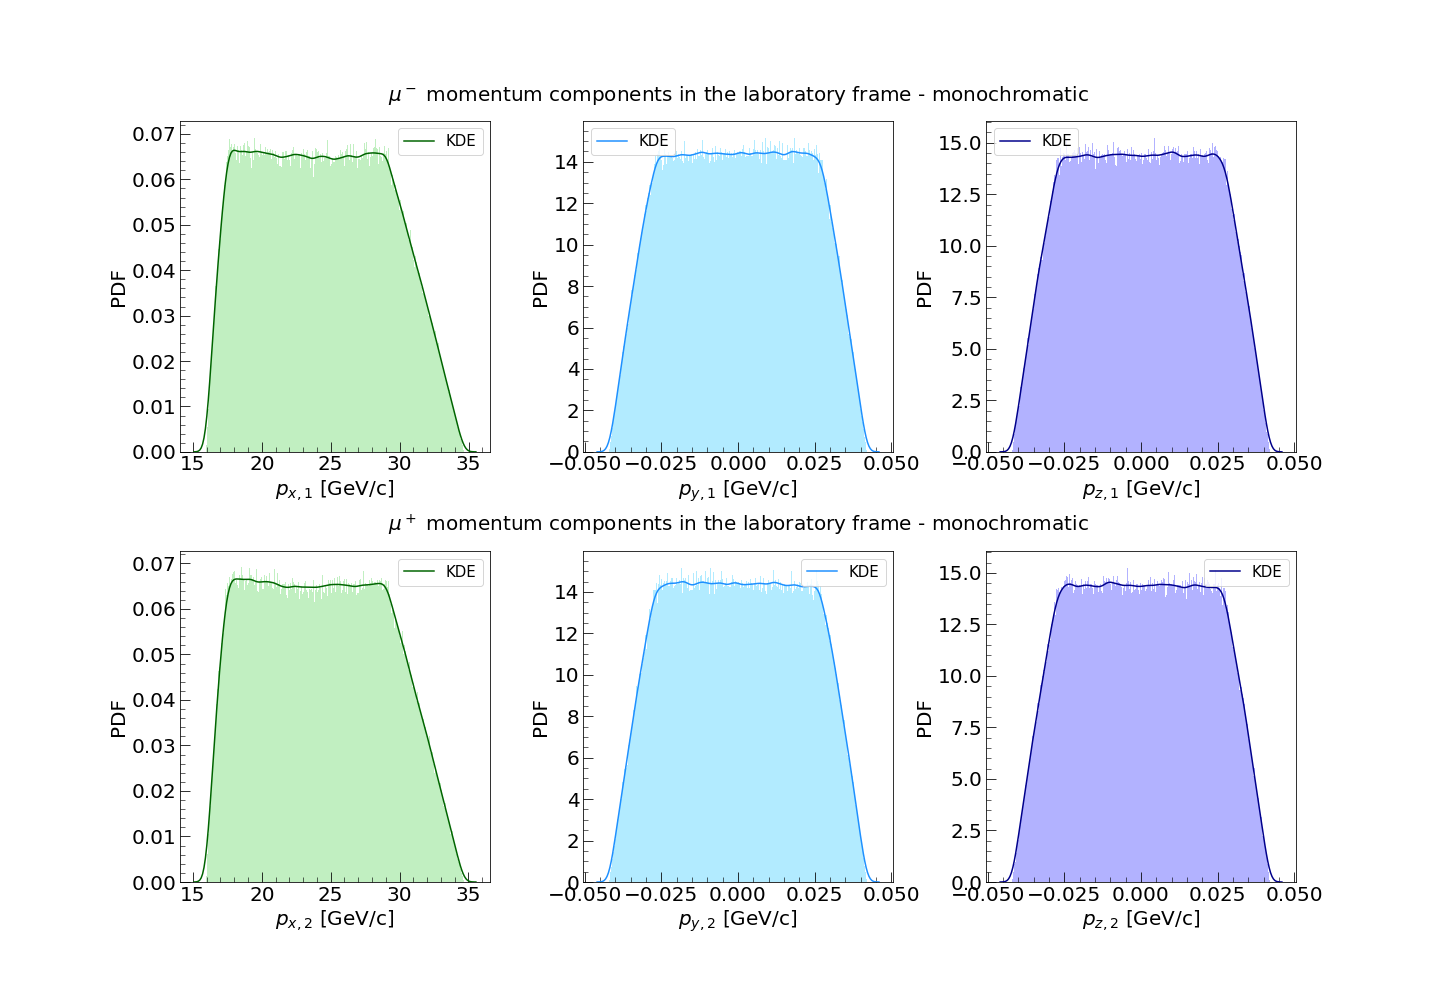 μ⁻ momentum components in the laboratory frame - monochromatic
KDE
KDE
KDE
0.07
0.06
0.05
0.04
0.03
0.02
0.01
0.00
PDF
15 20 25 30 35
p_{x,1} [GeV/c]
14
12
10
8
6
4
2
0
PDF
−0.050 −0.025 0.000 0.025 0.050
p_{y,1} [GeV/c]
15.0
12.5
10.0
7.5
5.0
2.5
0.0
PDF
−0.050 −0.025 0.000 0.025 0.050
p_{z,1} [GeV/c]
μ⁺ momentum components in the laboratory frame - monochromatic
KDE
KDE
KDE
0.07
0.06
0.05
0.04
0.03
0.02
0.01
0.00
PDF
15 20 25 30 35
p_{x,2} [GeV/c]
14
12
10
8
6
4
2
0
PDF
−0.050 −0.025 0.000 0.025 0.050
p_{y,2} [GeV/c]
15.0
12.5
10.0
7.5
5.0
2.5
0.0
PDF
−0.050 −0.025 0.000 0.025 0.050
p_{z,2} [GeV/c]